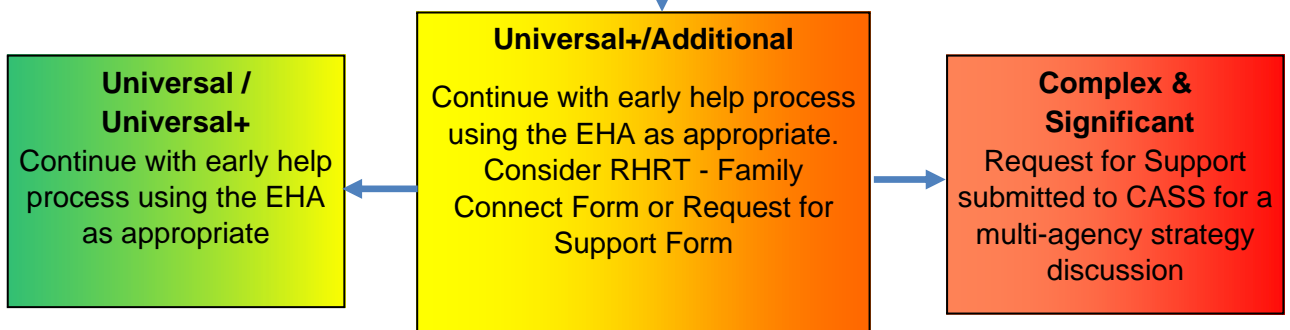 Universal /
Universal+
Continue with early help
process using the EHA
as appropriate
Universal+/Additional
Continue with early help process
using the EHA as appropriate.
Consider RHRT - Family
Connect Form or Request for
Support Form
Complex &
Significant
Request for Support
submitted to CASS for a
multi-agency strategy
discussion